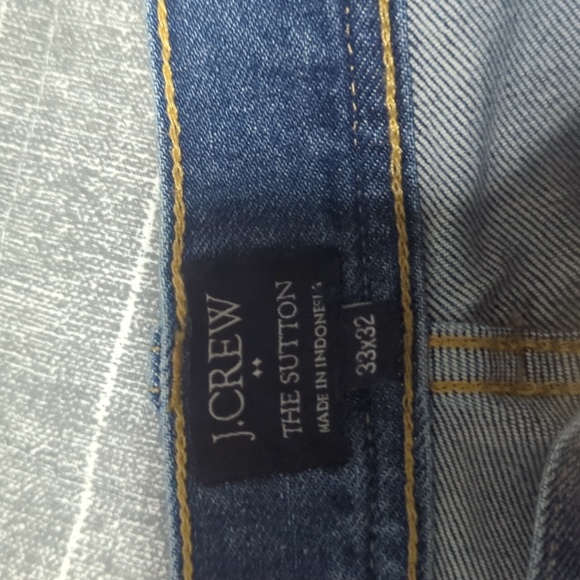 J.CREW
THE SUTTON
MADE IN INDONESIA
33x32